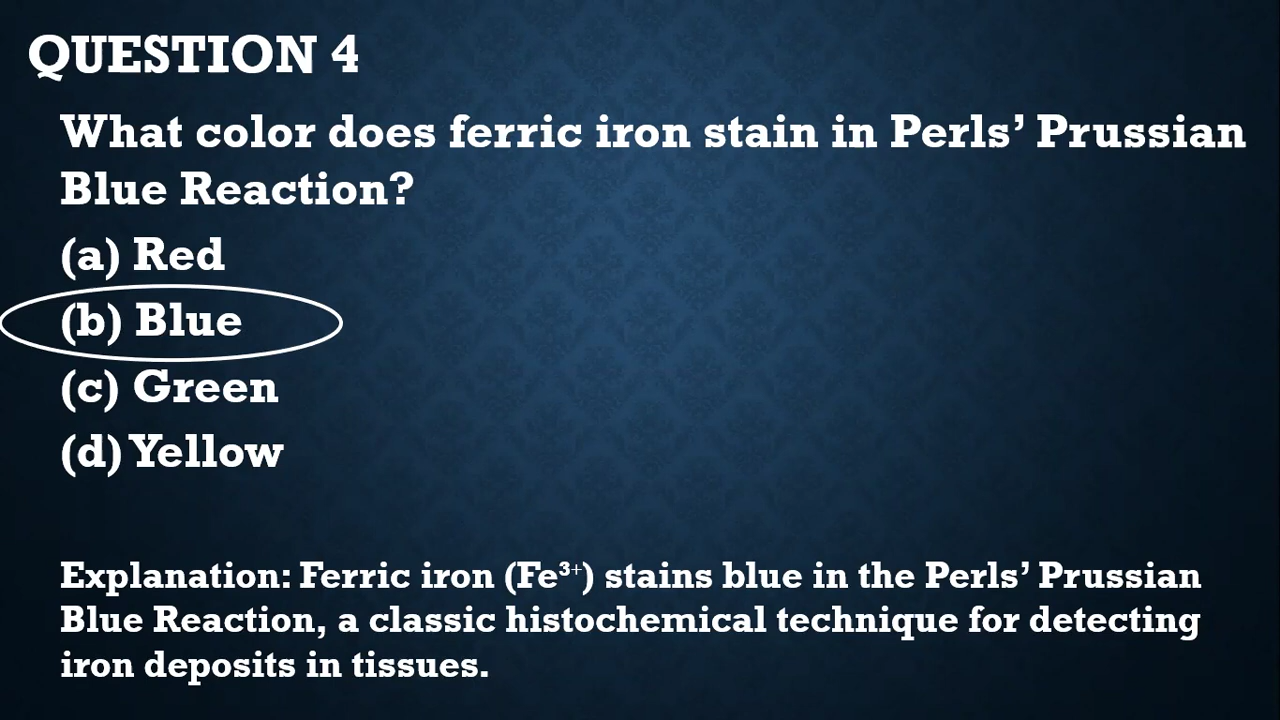 QUESTION 4
What color does ferric iron stain in Perls’ Prussian
Blue Reaction?
(a) Red
(b) Blue
(c) Green
(d) Yellow
Explanation: Ferric iron (Fe³⁺) stains blue in the Perls’ Prussian
Blue Reaction, a classic histochemical technique for detecting
iron deposits in tissues.